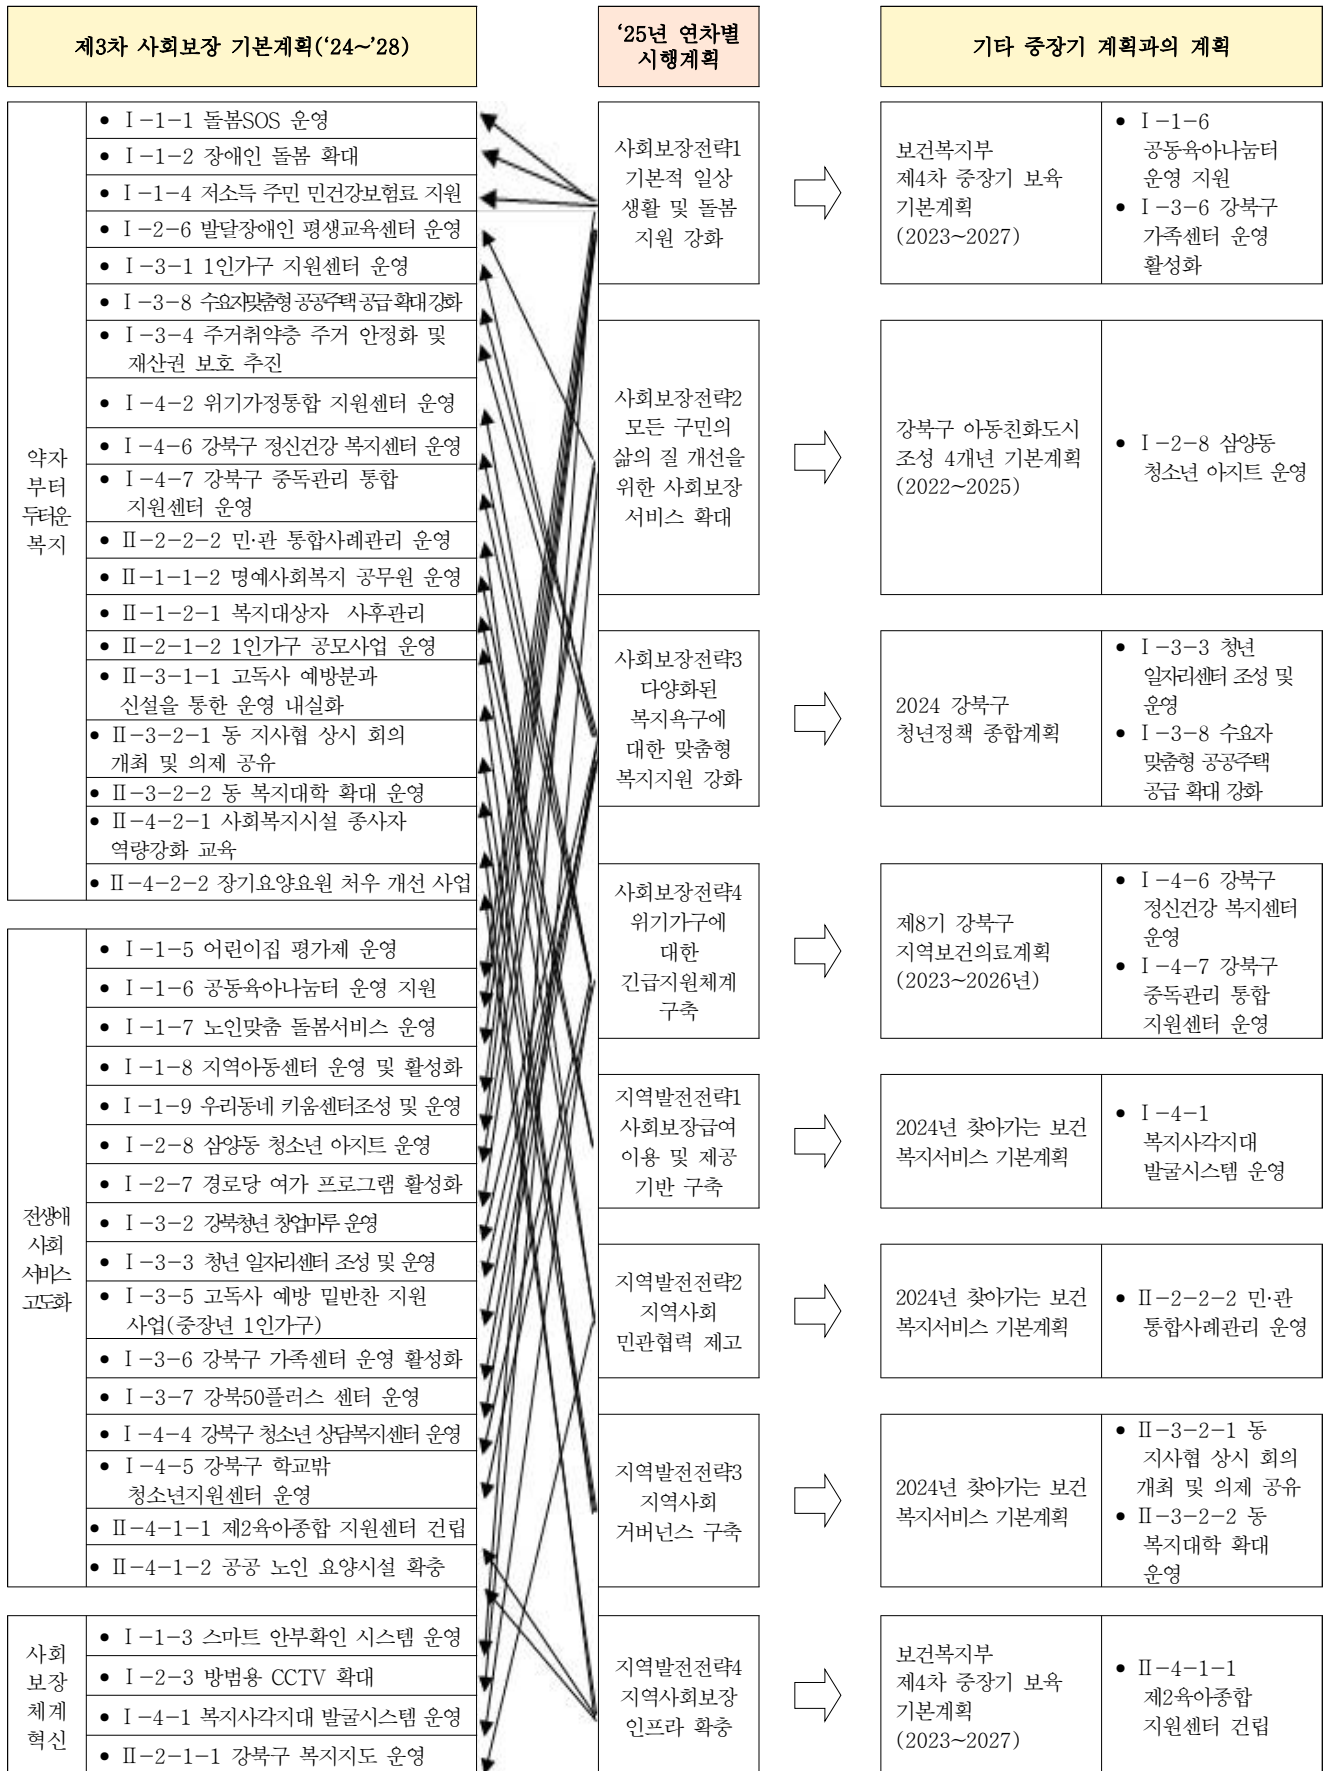 제3차 사회보장 기본계획(‘24~’28)
‘25년 연차별
시행계획
기타 중장기 계획과의 계획
약자
부터
두터운
복지
• Ⅰ-1-1 돌봄SOS 운영
• Ⅰ-1-2 장애인 돌봄 확대
• Ⅰ-1-4 저소득 주민 민건강보험료 지원
• Ⅰ-2-6 발달장애인 평생교육센터 운영
• Ⅰ-3-1 1인가구 지원센터 운영
• Ⅰ-3-8 수요자맞춤형 공공주택 공급 확대 강화
• Ⅰ-3-4 주거취약층 주거 안정화 및
재산권 보호 추진
• Ⅰ-4-2 위기가정통합 지원센터 운영
• Ⅰ-4-6 강북구 정신건강 복지센터 운영
• Ⅰ-4-7 강북구 중독관리 통합
지원센터 운영
• Ⅱ-2-2-2 민·관 통합사례관리 운영
• Ⅱ-1-1-2 명예사회복지 공무원 운영
• Ⅱ-1-2-1 복지대상자 사후관리
• Ⅱ-2-1-2 1인가구 공모사업 운영
• Ⅱ-3-1-1 고독사 예방분과
신설을 통한 운영 내실화
• Ⅱ-3-2-1 동 지사협 상시 회의
개최 및 의제 공유
• Ⅱ-3-2-2 동 복지대학 확대 운영
• Ⅱ-4-2-1 사회복지시설 종사자
역량강화 교육
• Ⅱ-4-2-2 장기요양요원 처우 개선 사업
전생애
사회
서비스
고도화
• Ⅰ-1-5 어린이집 평가제 운영
• Ⅰ-1-6 공동육아나눔터 운영 지원
• Ⅰ-1-7 노인맞춤 돌봄서비스 운영
• Ⅰ-1-8 지역아동센터 운영 및 활성화
• Ⅰ-1-9 우리동네 키움센터조성 및 운영
• Ⅰ-2-8 삼양동 청소년 아지트 운영
• Ⅰ-2-7 경로당 여가 프로그램 활성화
• Ⅰ-3-2 강북청년 창업마루 운영
• Ⅰ-3-3 청년 일자리센터 조성 및 운영
• Ⅰ-3-5 고독사 예방 밑반찬 지원
사업(중장년 1인가구)
• Ⅰ-3-6 강북구 가족센터 운영 활성화
• Ⅰ-3-7 강북50플러스 센터 운영
• Ⅰ-4-4 강북구 청소년 상담복지센터 운영
• Ⅰ-4-5 강북구 학교밖
청소년지원센터 운영
• Ⅱ-4-1-1 제2육아종합 지원센터 건립
• Ⅱ-4-1-2 공공 노인 요양시설 확충
사회
보장
체계
혁신
• Ⅰ-1-3 스마트 안부확인 시스템 운영
• Ⅰ-2-3 방범용 CCTV 확대
• Ⅰ-4-1 복지사각지대 발굴시스템 운영
• Ⅱ-2-1-1 강북구 복지지도 운영
사회보장전략1
기본적 일상
생활 및 돌봄
지원 강화
보건복지부
제4차 중장기 보육
기본계획
(2023~2027)
• Ⅰ-1-6
공동육아나눔터
운영 지원
• Ⅰ-3-6 강북구
가족센터 운영
활성화
사회보장전략2
모든 구민의
삶의 질 개선을
위한 사회보장
서비스 확대
강북구 아동친화도시
조성 4개년 기본계획
(2022~2025)
• Ⅰ-2-8 삼양동
청소년 아지트 운영
사회보장전략3
다양화된
복지욕구에
대한 맞춤형
복지지원 강화
2024 강북구
청년정책 종합계획
• Ⅰ-3-3 청년
일자리센터 조성 및
운영
• Ⅰ-3-8 수요자
맞춤형 공공주택
공급 확대 강화
사회보장전략4
위기가구에
대한
긴급지원체계
구축
제8기 강북구
지역보건의료계획
(2023~2026년)
• Ⅰ-4-6 강북구
정신건강 복지센터
운영
• Ⅰ-4-7 강북구
중독관리 통합
지원센터 운영
지역발전전략1
사회보장급여
이용 및 제공
기반 구축
2024년 찾아가는 보건
복지서비스 기본계획
• Ⅰ-4-1
복지사각지대
발굴시스템 운영
지역발전전략2
지역사회
민관협력 제고
2024년 찾아가는 보건
복지서비스 기본계획
• Ⅱ-2-2-2 민·관
통합사례관리 운영
지역발전전략3
지역사회
거버넌스 구축
2024년 찾아가는 보건
복지서비스 기본계획
• Ⅱ-3-2-1 동
지사협 상시 회의
개최 및 의제 공유
• Ⅱ-3-2-2 동
복지대학 확대
운영
지역발전전략4
지역사회보장
인프라 확충
보건복지부
제4차 중장기 보육
기본계획
(2023~2027)
• Ⅱ-4-1-1
제2육아종합
지원센터 건립